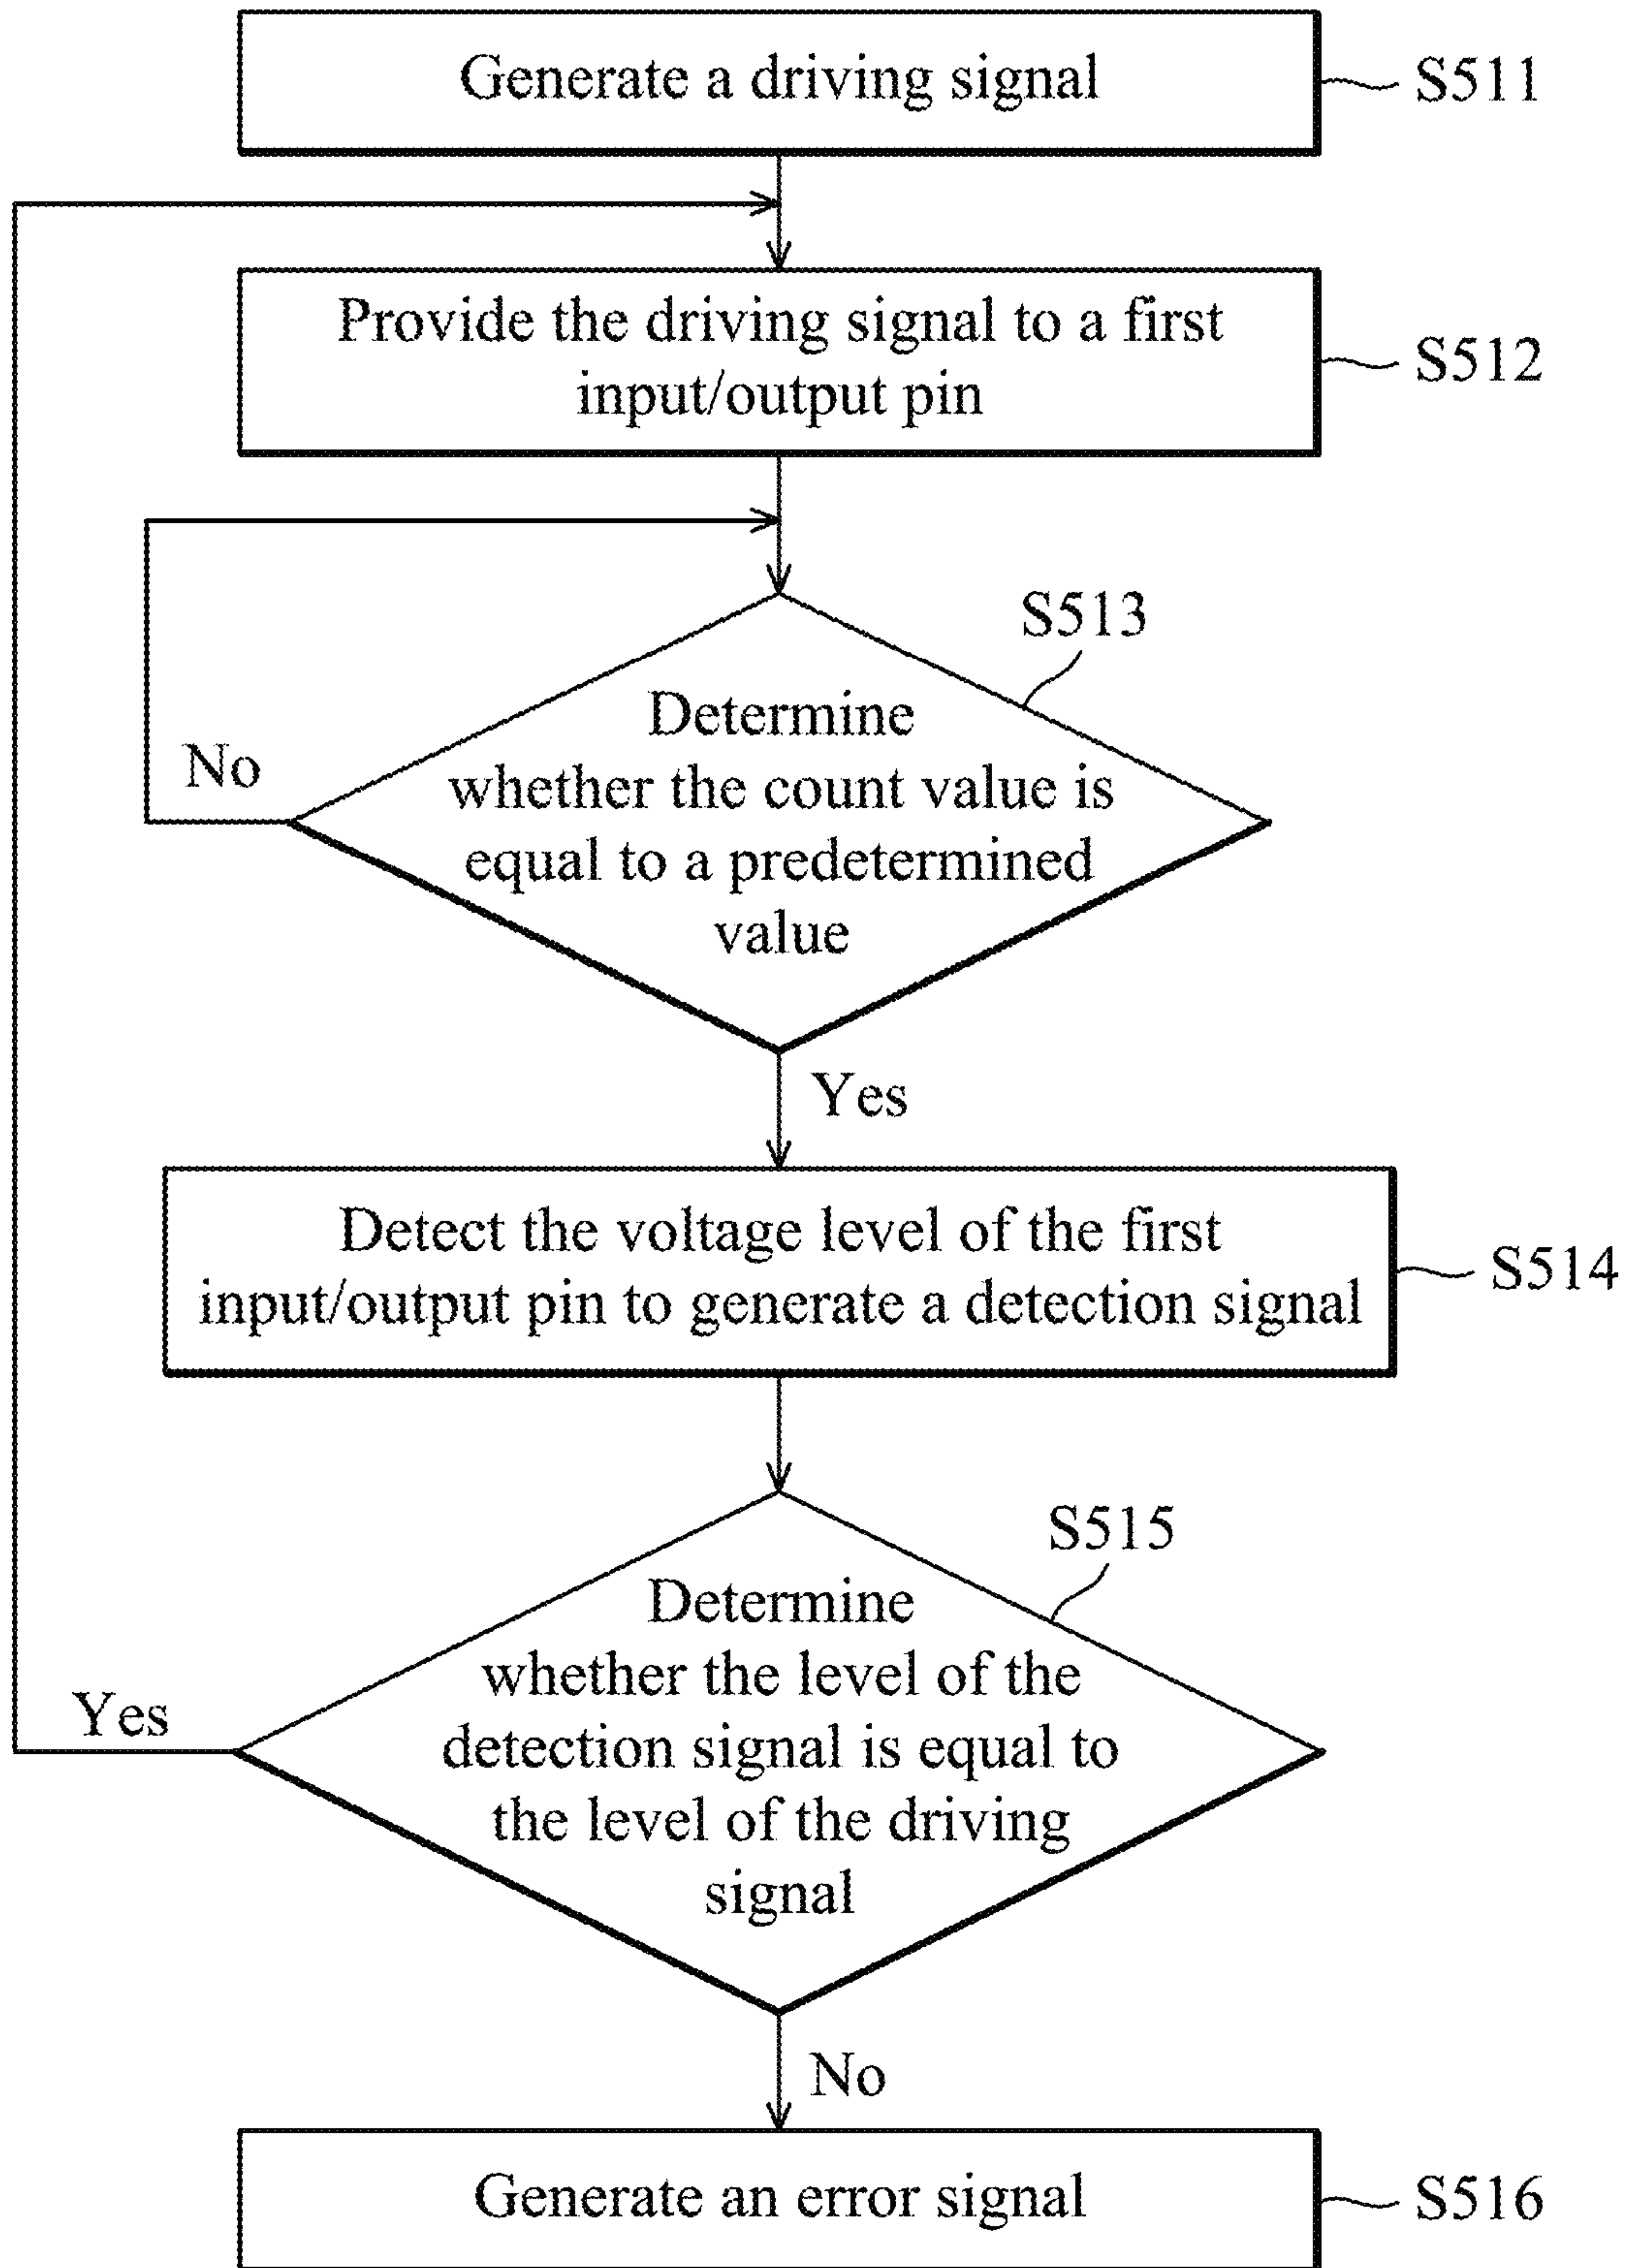 Generate a driving signal
S511
Provide the driving signal to a first
input/output pin
S512
S513
Determine
whether the count value is
equal to a predetermined
value
No
Yes
Detect the voltage level of the first
input/output pin to generate a detection signal
S514
S515
Determine
whether the level of the
detection signal is equal to
the level of the driving
signal
Yes
No
Generate an error signal
S516